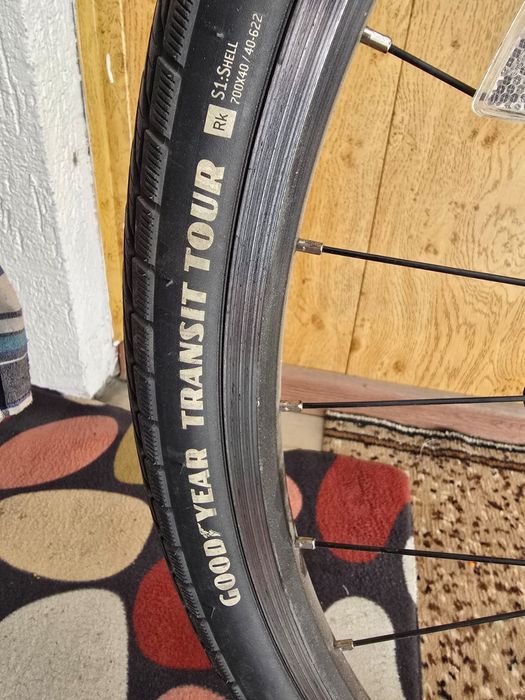 GOODYEAR TRANSIT TOUR Rk S1:SHELL
700X40 / 40-622